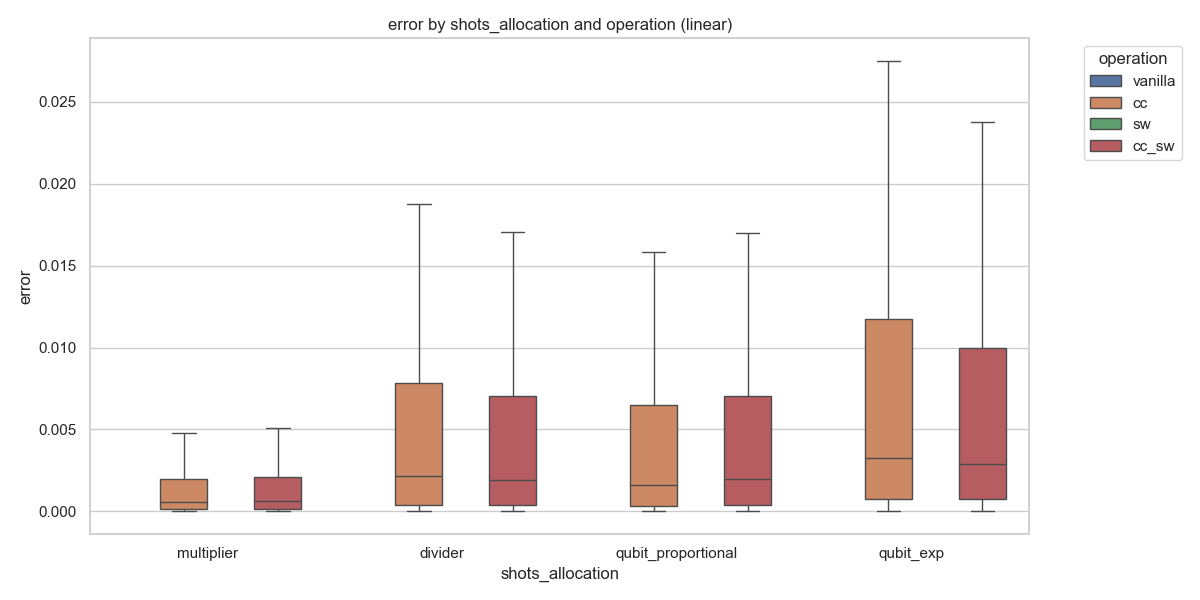 error by shots_allocation and operation (linear)
operation
vanilla
cc
sw
cc_sw
error
0.025
0.020
0.015
0.010
0.005
0.000
multiplier
divider
qubit_proportional
qubit_exp
shots_allocation